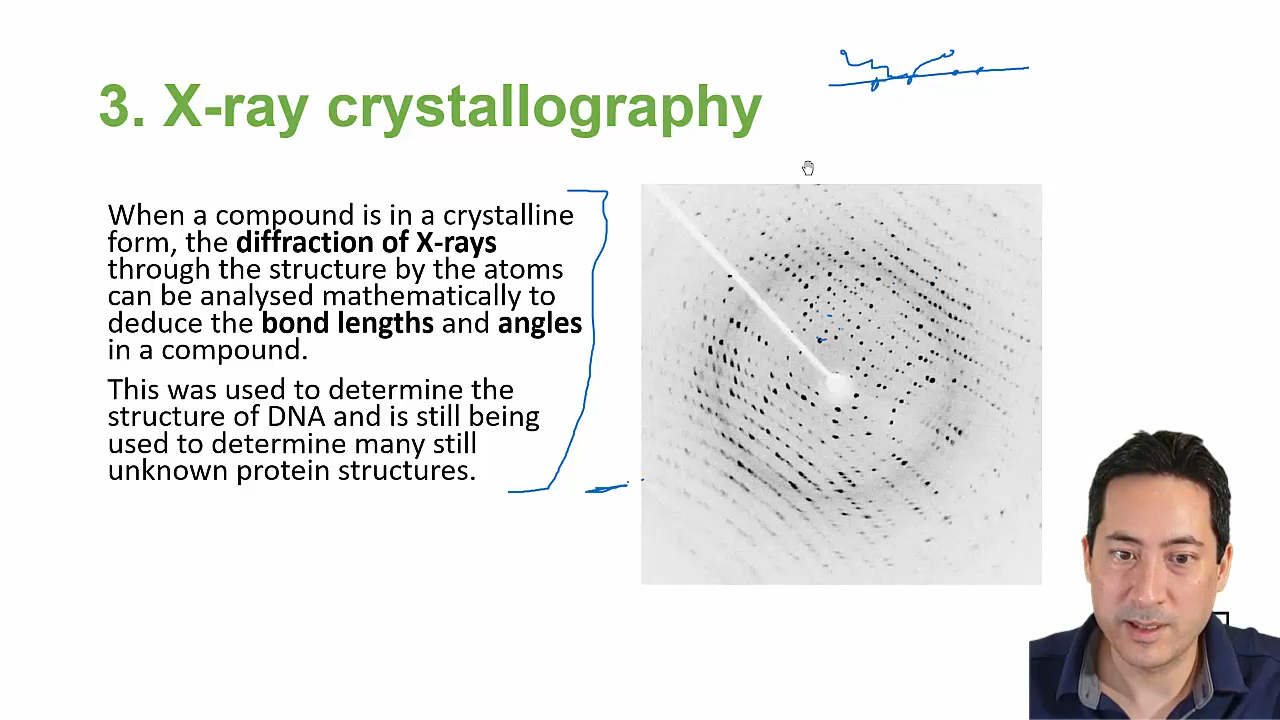 3. X-ray crystallography
When a compound is in a crystalline
form, the diffraction of X-rays
through the structure by the atoms
can be analysed mathematically to
deduce the bond lengths and angles
in a compound.
This was used to determine the
structure of DNA and is still being
used to determine many still
unknown protein structures.